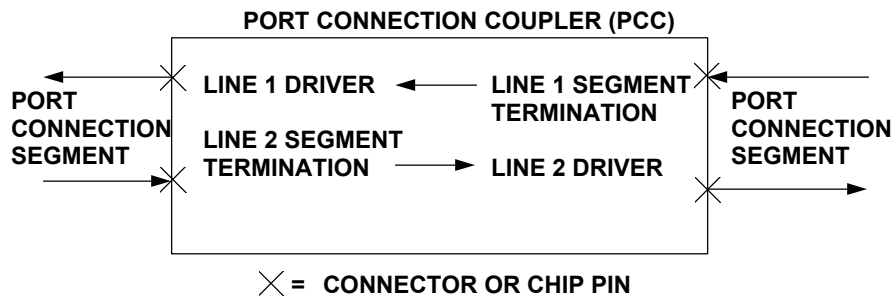 PORT CONNECTION COUPLER (PCC)
PORT
CONNECTION
SEGMENT
LINE 1 DRIVER
LINE 1 SEGMENT
TERMINATION
LINE 2 SEGMENT
TERMINATION
LINE 2 DRIVER
PORT
CONNECTION
SEGMENT
= CONNECTOR OR CHIP PIN